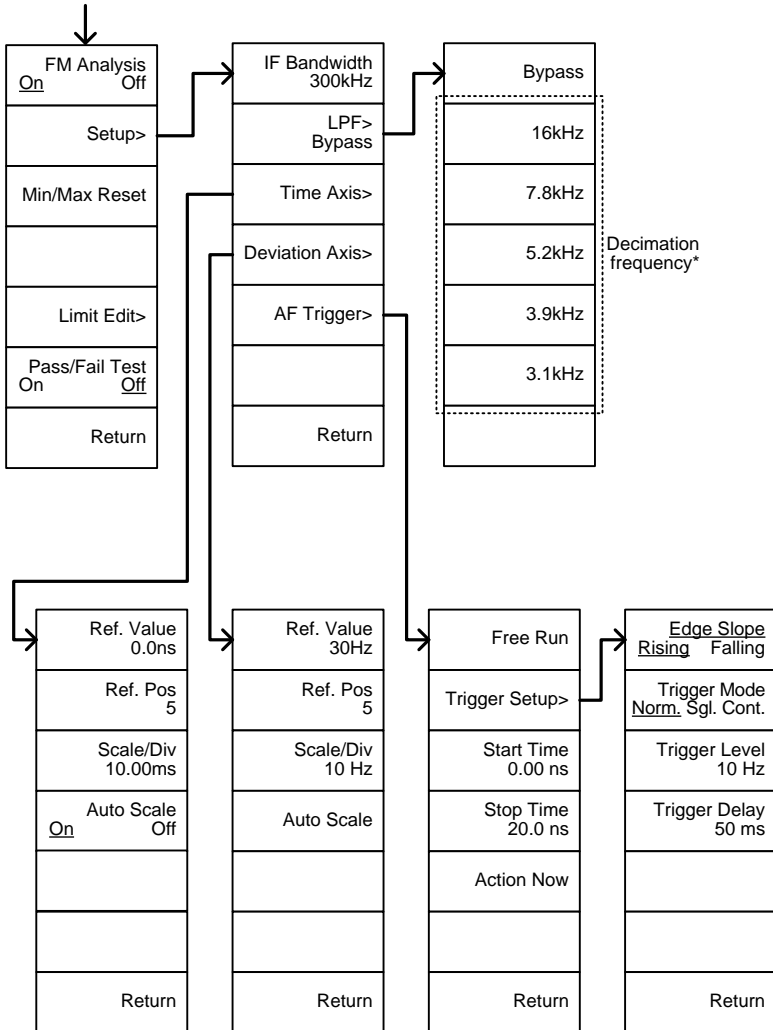 FM Analysis
On Off
Setup>
Min/Max Reset
Limit Edit>
Pass/Fail Test
On Off
Return
IF Bandwidth
300kHz
LPF>
Bypass
Time Axis>
Deviation Axis>
AF Trigger>
Return
Bypass
16kHz
7.8kHz
5.2kHz
3.9kHz
3.1kHz
Decimation
frequency*
Ref. Value
0.0ns
Ref. Pos
5
Scale/Div
10.00ms
Auto Scale
On Off
Return
Ref. Value
30Hz
Ref. Pos
5
Scale/Div
10 Hz
Auto Scale
Return
Free Run
Trigger Setup>
Start Time
0.00 ns
Stop Time
20.0 ns
Action Now
Return
Edge Slope
Rising Falling
Trigger Mode
Norm. Sgl. Cont.
Trigger Level
10 Hz
Trigger Delay
50 ms
Return